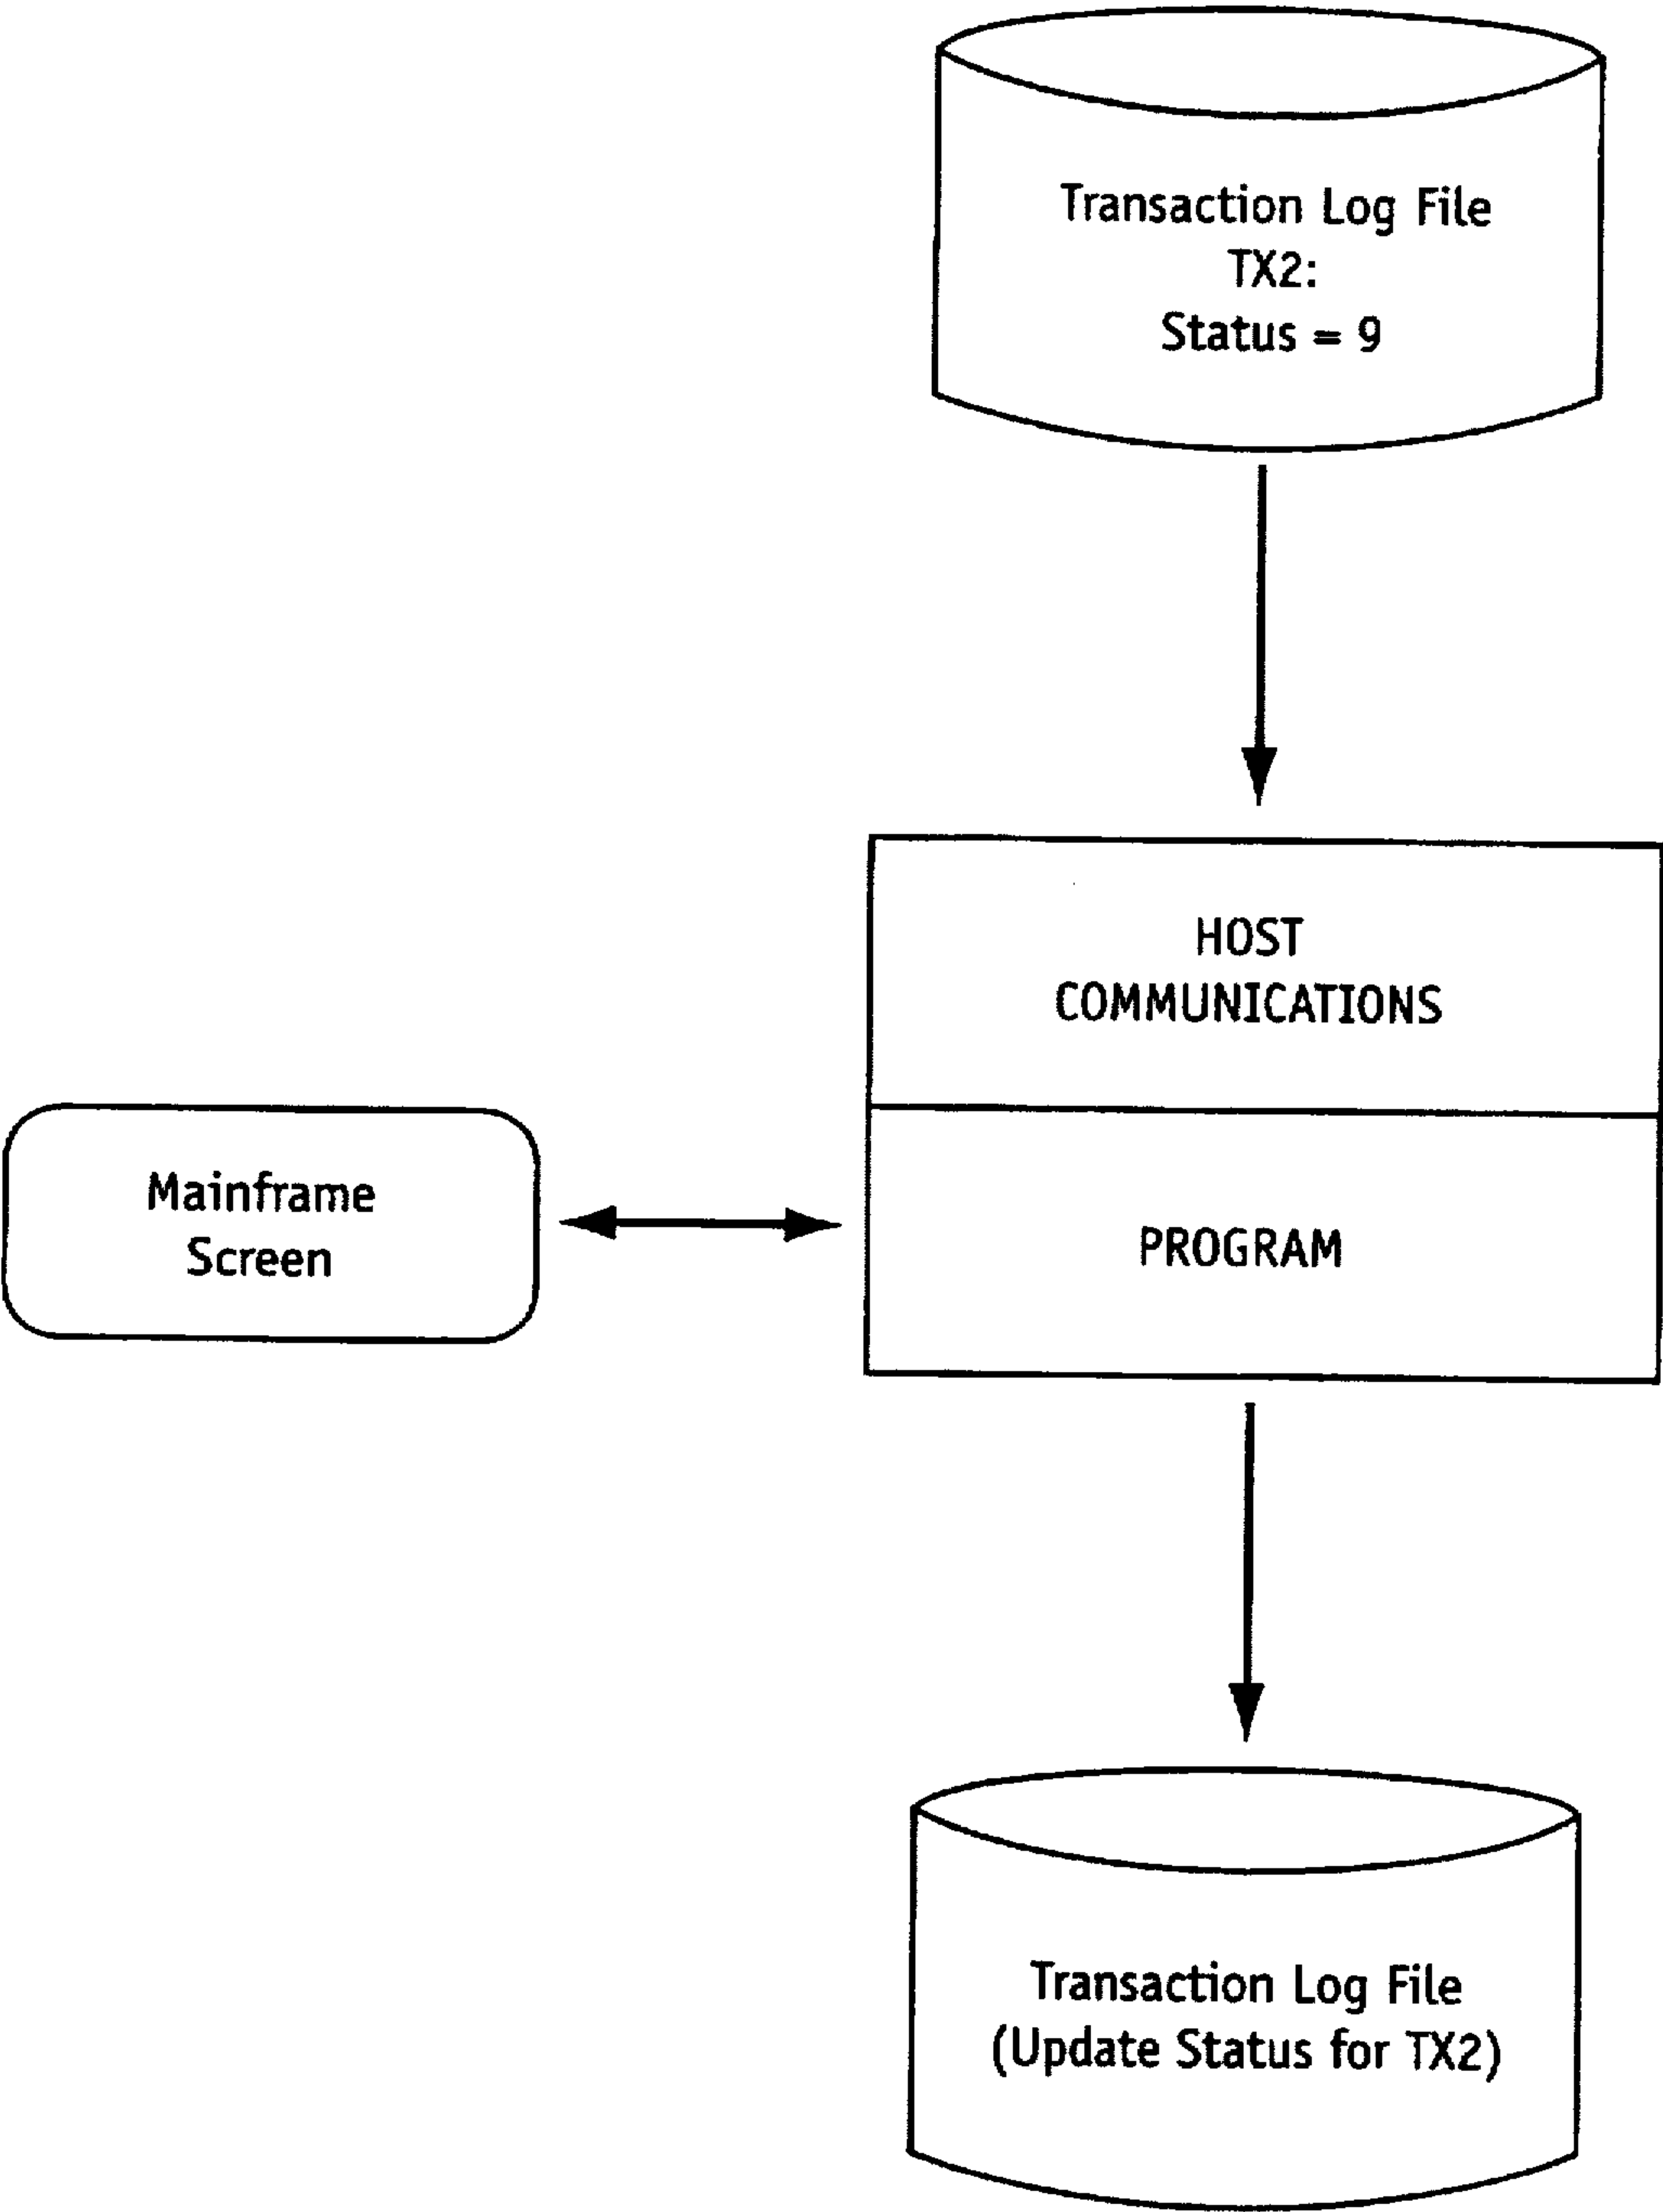 Transaction Log File
TX2:
Status = 9
HOST
COMMUNICATIONS
Mainframe
Screen
PROGRAM
Transaction Log File
(Update Status for TX2)